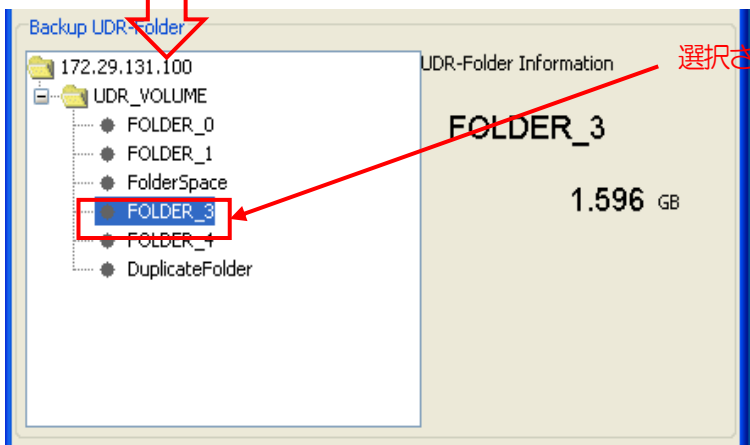 Backup UDR-Folder
172.29.131.100
UDR_VOLUME
FOLDER_0
FOLDER_1
FolderSpace
FOLDER_3
FOLDER_4
DuplicateFolder
UDR-Folder Information
FOLDER_3
1.596 GB
選択さ